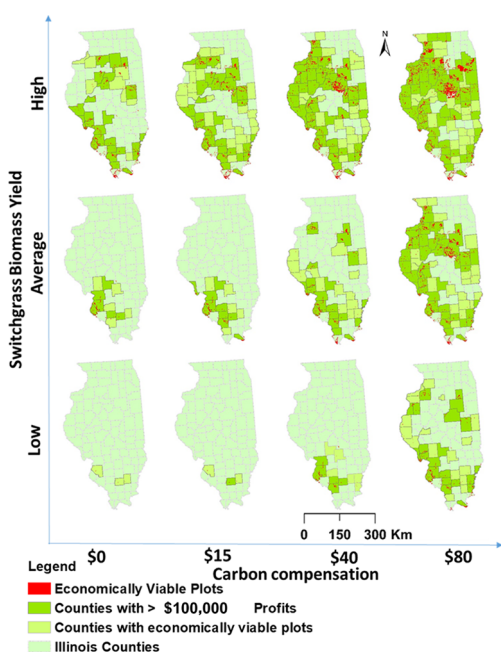 N
Switchgrass Biomass Yield
High
Average
Low
0 150 300 Km
$0 $15 $40 $80
Carbon compensation
Legend
Economically Viable Plots
Counties with > $100,000 Profits
Counties with economically viable plots
Illinois Counties